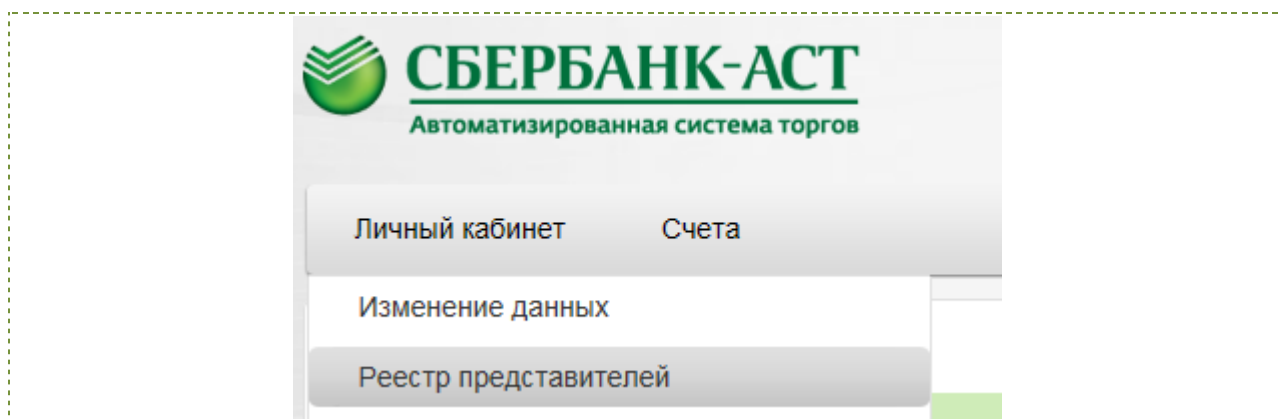 СБЕРБАНК-АСТ
Автоматизированная система торгов
Личный кабинет Счета
Изменение данных
Реестр представителей